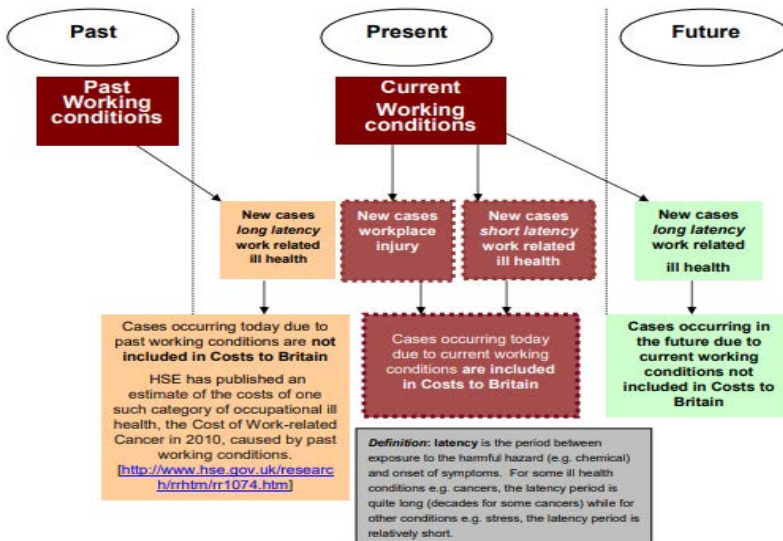 Past
Present
Future
Past
Working
conditions
Current
Working
conditions
New cases
long latency
work related
ill health
New cases
workplace
injury
New cases
short latency
work related
ill health
New cases
long latency
work related
ill health
Cases occurring today due to
past working conditions are not
included in Costs to Britain
HSE has published an
estimate of the costs of one
such category of occupational ill
health, the Cost of Work-related
Cancer in 2010, caused by past
working conditions.
[http://www.hse.gov.uk/researc
h/rrhtm/rr1074.htm]
Cases occurring today
due to current working
conditions are included
in Costs to Britain
Cases occurring in
the future due to
current working
conditions not
included in Costs to
Britain
Definition: latency is the period between
exposure to the harmful hazard (e.g. chemical)
and onset of symptoms. For some ill health
conditions e.g. cancers, the latency period is
quite long (decades for some cancers) while for
other conditions e.g. stress, the latency period is
relatively short.